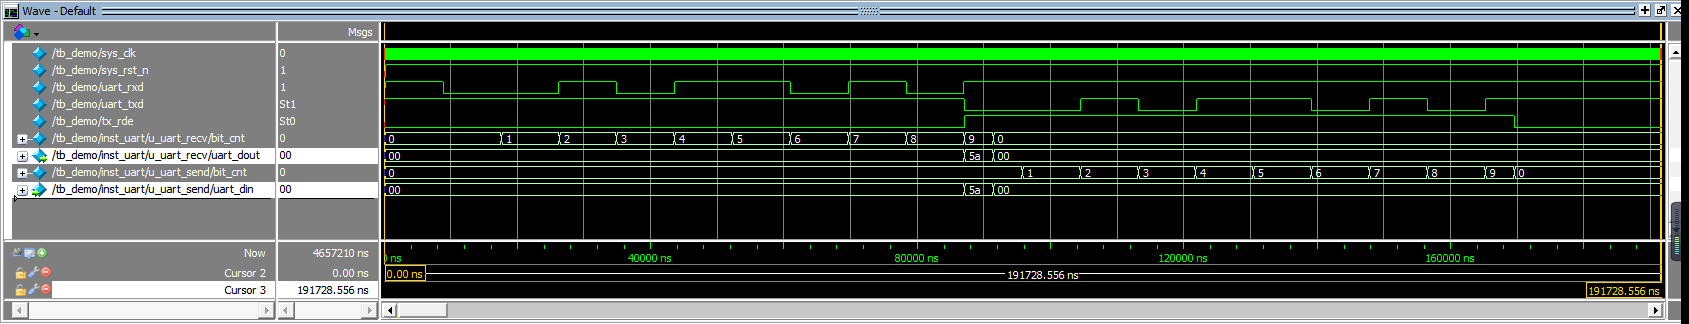 Wave - Default
Msgs
/tb_demo/sys_clk 0
/tb_demo/sys_rst_n 1
/tb_demo/uart_rxd 1
/tb_demo/uart_txd St1
/tb_demo/tx_rde St0
/tb_demo/inst_uart/u_uart_recv/bit_cnt 0 0 1 2 3 4 5 6 7 8 9 0
/tb_demo/inst_uart/u_uart_recv/uart_dout 00 00 5a 00
/tb_demo/inst_uart/u_uart_send/bit_cnt 0 0 1 2 3 4 5 6 7 8 9 0
/tb_demo/inst_uart/u_uart_send/uart_din 00 00 5a 00
Now 4657210 ns ns 40000 ns 80000 ns 120000 ns 160000 ns
Cursor 2 0.00 ns 0.00 ns 191728.556 ns
Cursor 3 191728.556 ns 191728.556 ns